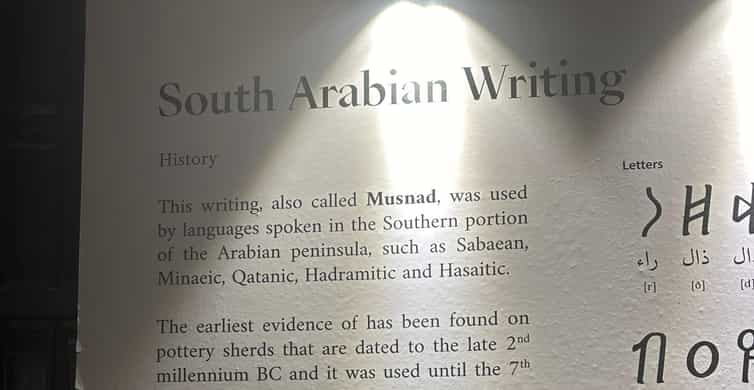 South Arabian Writing
History
This writing, also called Musnad, was used
by languages spoken in the Southern portion
of the Arabian peninsula, such as Sabaean,
Minaeic, Qatanic, Hadramitic and Hasaitic.
The earliest evidence of has been found on
pottery sherds that are dated to the late 2nd
millennium BC and it was used until the 7th
Letters
راء ذال
[r] [ð] [d]